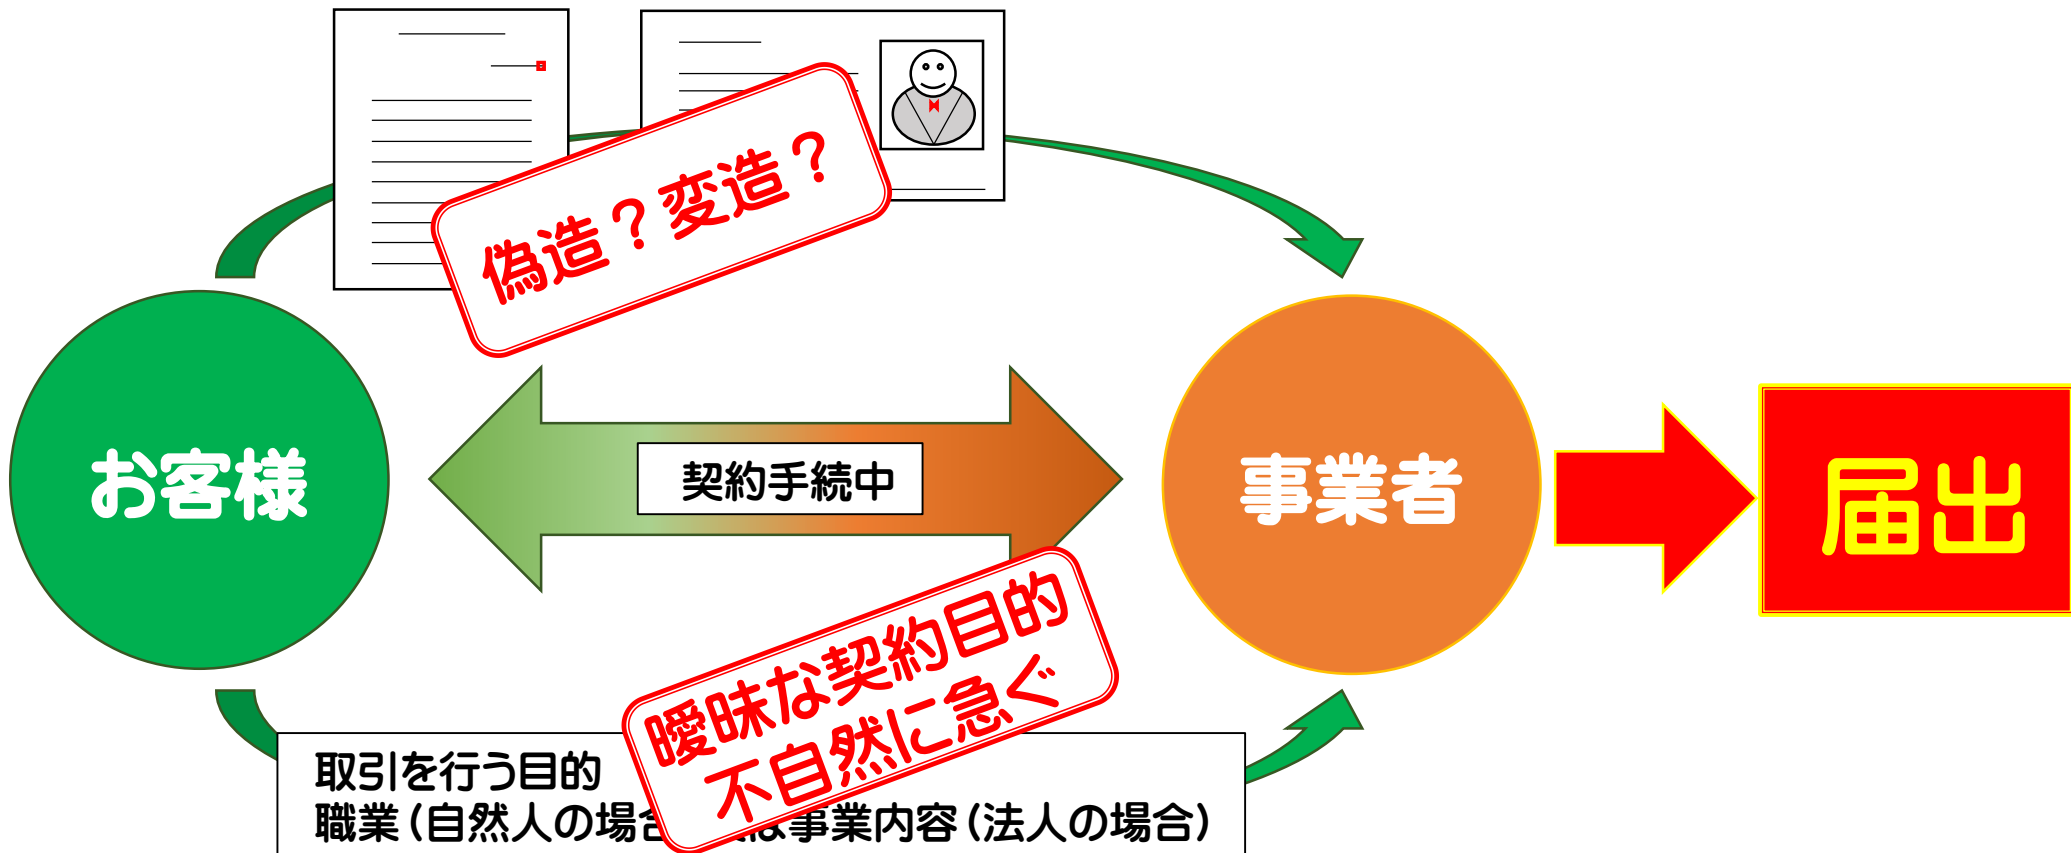 偽造？変造？
お客様
契約手続中
事業者
届出
曖昧な契約目的
不自然に急ぐ
取引を行う目的
職業（自然人の場合 は事業内容（法人の場合）